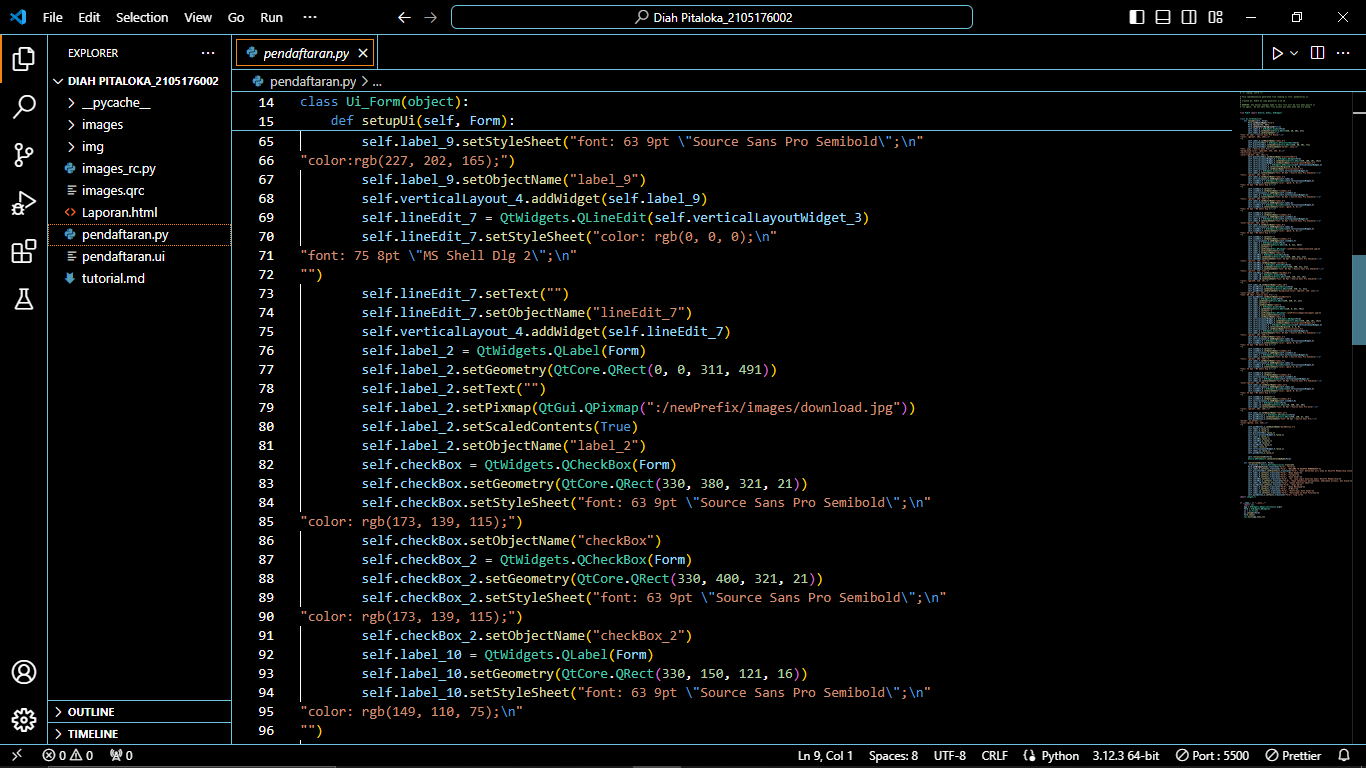 File Edit Selection View Go Run ··· Diah Pitaloka_2105176002
EXPLORER ···
DIAH PITALOKA_2105176002
__pycache__
images
img
images_rc.py
images.qrc
Laporan.html
pendaftaran.py
pendaftaran.ui
tutorial.md
OUTLINE
TIMELINE
pendaftaran.py
pendaftaran.py > ...
14 class Ui_Form(object):
15     def setupUi(self, Form):
65         self.label_9.setStyleSheet("font: 63 9pt \"Source Sans Pro Semibold\";\n"
66 "color:rgb(227, 202, 165);")
67         self.label_9.setObjectName("label_9")
68         self.verticalLayout_4.addWidget(self.label_9)
69         self.lineEdit_7 = QtWidgets.QLineEdit(self.verticalLayoutWidget_3)
70         self.lineEdit_7.setStyleSheet("color: rgb(0, 0, 0);\n"
71 "font: 75 8pt \"MS Shell Dlg 2\";\n"
72 "")
73         self.lineEdit_7.setText("")
74         self.lineEdit_7.setObjectName("lineEdit_7")
75         self.verticalLayout_4.addWidget(self.lineEdit_7)
76         self.label_2 = QtWidgets.QLabel(Form)
77         self.label_2.setGeometry(QtCore.QRect(0, 0, 311, 491))
78         self.label_2.setText("")
79         self.label_2.setPixmap(QtGui.QPixmap(":/newPrefix/images/download.jpg"))
80         self.label_2.setScaledContents(True)
81         self.label_2.setObjectName("label_2")
82         self.checkBox = QtWidgets.QCheckBox(Form)
83         self.checkBox.setGeometry(QtCore.QRect(330, 380, 321, 21))
84         self.checkBox.setStyleSheet("font: 63 9pt \"Source Sans Pro Semibold\";\n"
85 "color: rgb(173, 139, 115);")
86         self.checkBox.setObjectName("checkBox")
87         self.checkBox_2 = QtWidgets.QCheckBox(Form)
88         self.checkBox_2.setGeometry(QtCore.QRect(330, 400, 321, 21))
89         self.checkBox_2.setStyleSheet("font: 63 9pt \"Source Sans Pro Semibold\";\n"
90 "color: rgb(173, 139, 115);")
91         self.checkBox_2.setObjectName("checkBox_2")
92         self.label_10 = QtWidgets.QLabel(Form)
93         self.label_10.setGeometry(QtCore.QRect(330, 150, 121, 16))
94         self.label_10.setStyleSheet("font: 63 9pt \"Source Sans Pro Semibold\";\n"
95 "color: rgb(149, 110, 75);\n"
96 "")
0 0 0 Ln 9, Col 1 Spaces: 8 UTF-8 CRLF Python 3.12.3 64-bit Port : 5500 Prettier